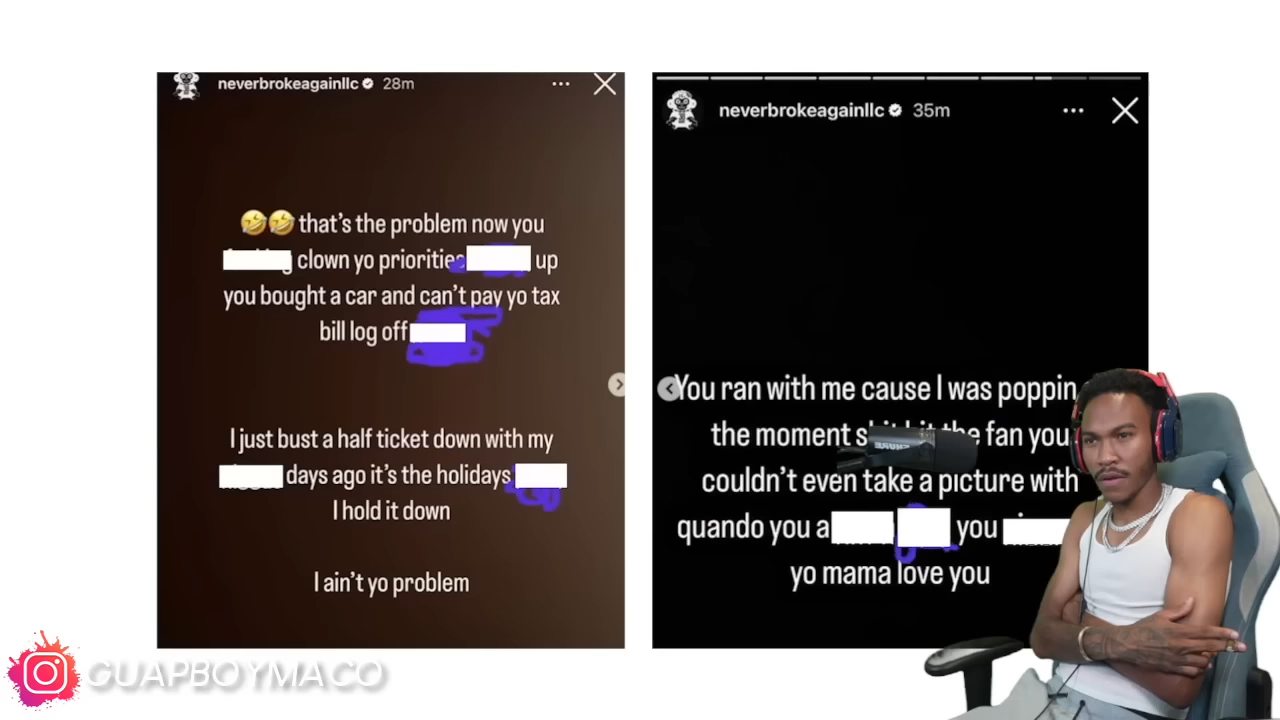 neverbrokeagainllc 28m
🤣🤣 that's the problem now you
clown yo priorities up
you bought a car and can't pay yo tax
bill log off
I just bust a half ticket down with my
days ago it's the holidays
I hold it down
I ain't yo problem
neverbrokeagainllc 35m
You ran with me cause I was poppin
the moment the fan you
couldn't even take a picture with
quando you a you
yo mama love you
GUAPBOYMACO